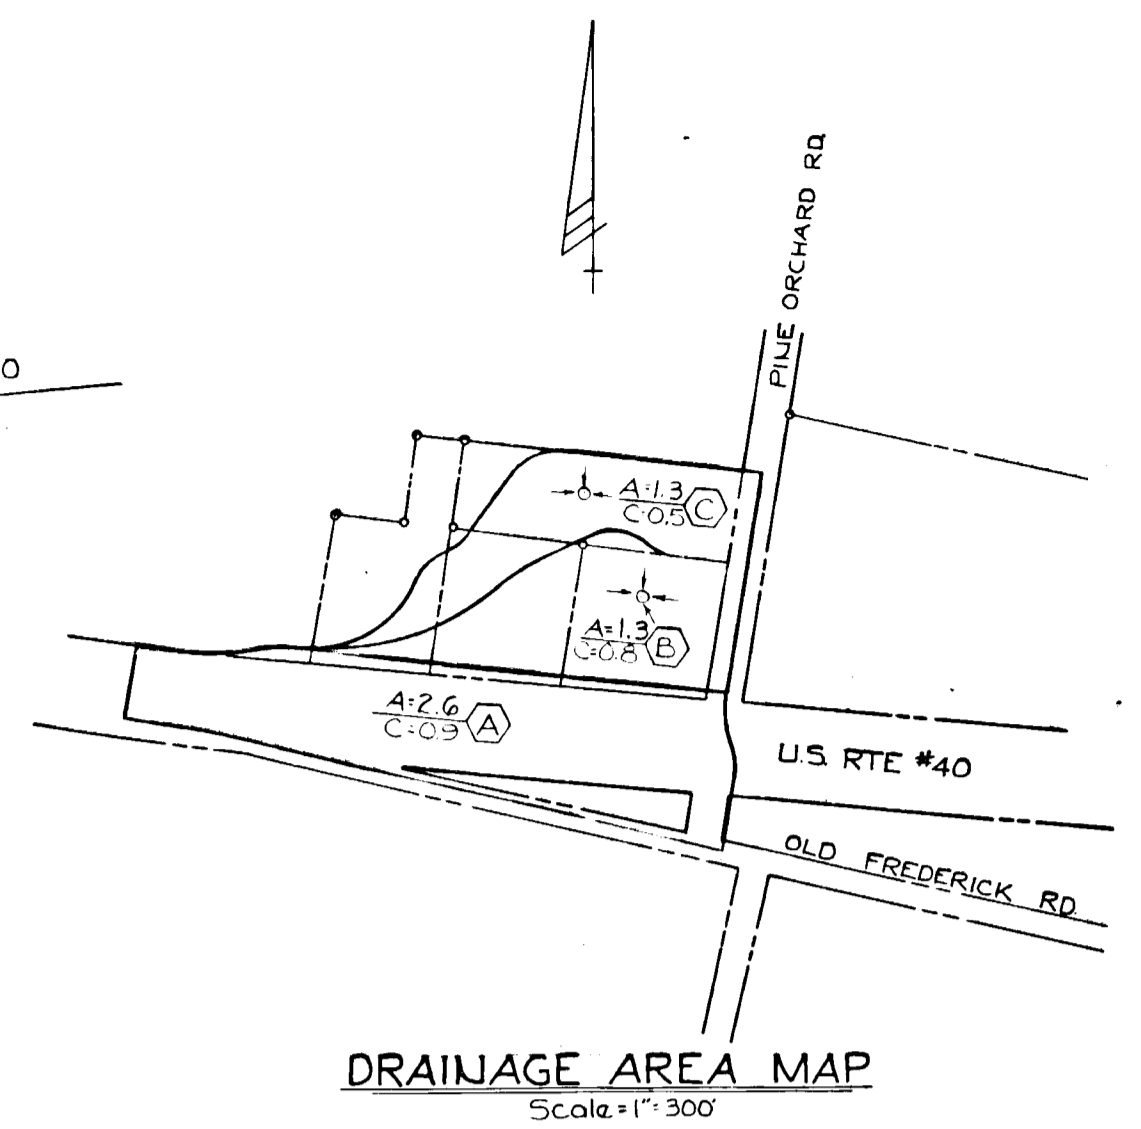 PINE ORCHARD RD.
O
A=1.3
C=0.5
C
A=1.3
C=0.8
B
A=2.6
C=0.9
A
U.S. RTE #40
OLD FREDERICK RD.
DRAINAGE AREA MAP
Scale = 1" = 300'